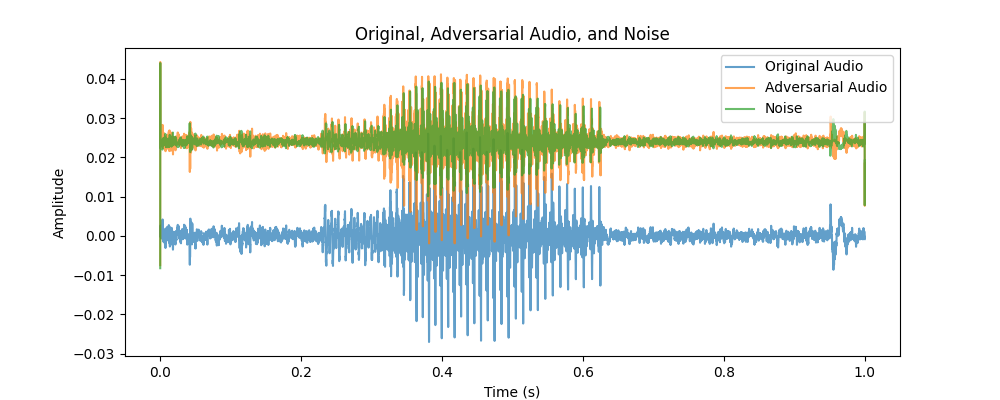 Original, Adversarial Audio, and Noise
Original Audio
Adversarial Audio
Noise
0.04
0.03
0.02
0.01
0.00
−0.01
−0.02
−0.03
Amplitude
0.0 0.2 0.4 0.6 0.8 1.0
Time (s)